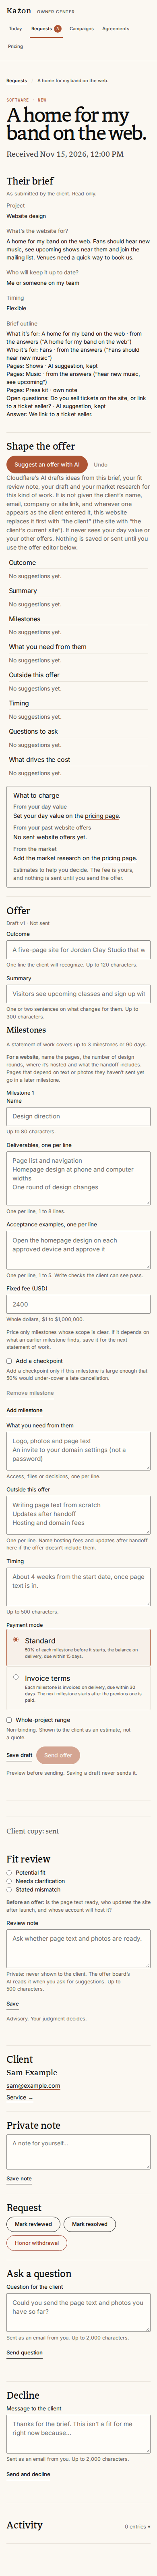 Kazon OWNER CENTER
Today Requests 1 Campaigns Agreements
Pricing
Requests A home for my band on the web.
SOFTWARE · NEW
A home for my
band on the web.
Received Nov 15, 2026, 12:00 PM
Their brief
As submitted by the client. Read only.
Project
Website design
What's the website for?
A home for my band on the web. Fans should hear new
music, see upcoming shows near them and join the
mailing list. Venues need a quick way to book us.
Who will keep it up to date?
Me or someone on my team
Timing
Flexible
Brief outline
What it's for: A home for my band on the web · from
the answers (“A home for my band on the web”)
Who it's for: Fans · from the answers (“Fans should
hear new music”)
Pages: Shows · AI suggestion, kept
Pages: Music · from the answers (“hear new music,
see upcoming”)
Pages: Press kit · own note
Open questions: Do you sell tickets on the site, or link
to a ticket seller? · AI suggestion, kept
Answer: We link to a ticket seller.
Shape the offer
Suggest an offer with AI Undo
Cloudflare's AI drafts ideas from this brief, your fit
review note, your draft and your market research for
this kind of work. It is not given the client's name,
email, company or site link, and wherever one
appears as the client entered it, this website
replaces it first with “the client” (the site with “the
client's current site”). It never sees your day value or
your other offers. Nothing is saved or sent until you
use the offer editor below.
Outcome
No suggestions yet.
Summary
No suggestions yet.
Milestones
No suggestions yet.
What you need from them
No suggestions yet.
Outside this offer
No suggestions yet.
Timing
No suggestions yet.
Questions to ask
No suggestions yet.
What drives the cost
No suggestions yet.
What to charge
From your day value
Set your day value on the pricing page.
From your past website offers
No sent website offers yet.
From the market
Add the market research on the pricing page.
Estimates to help you decide. The fee is yours,
and nothing is sent until you send the offer.
Offer
Draft v1 · Not sent
Outcome
A five-page site for Jordan Clay Studio that w
One line the client will recognize. Up to 120 characters.
Summary
Visitors see upcoming classes and sign up wit
One or two sentences on what changes for them. Up to
300 characters.
Milestones
A statement of work covers up to 3 milestones or 90 days.
For a website, name the pages, the number of design
rounds, where it's hosted and what the handoff includes.
Pages that depend on text or photos they haven't sent yet
go in a later milestone.
Milestone 1
Name
Design direction
Up to 80 characters.
Deliverables, one per line
Page list and navigation
Homepage design at phone and computer
widths
One round of design changes
One per line, 1 to 8 lines.
Acceptance examples, one per line
Open the homepage design on each
approved device and approve it
One per line, 1 to 5. Write checks the client can see pass.
Fixed fee (USD)
2400
Whole dollars, $1 to $1,000,000.
Price only milestones whose scope is clear. If it depends on
what an earlier milestone finds, save it for the next
statement of work.
Add a checkpoint
Add a checkpoint only if this milestone is large enough that
50% would under-cover a late cancellation.
Remove milestone
Add milestone
What you need from them
Logo, photos and page text
An invite to your domain settings (not a
password)
Access, files or decisions, one per line.
Outside this offer
Writing page text from scratch
Updates after handoff
Hosting and domain fees
One per line. Name hosting fees and updates after handoff
here if the offer doesn't include them.
Timing
About 4 weeks from the start date, once page
text is in.
Up to 500 characters.
Payment mode
Standard
50% of each milestone before it starts, the balance on
delivery, due within 15 days.
Invoice terms
Each milestone is invoiced on delivery, due within 30
days. The next milestone starts after the previous one is
paid.
Whole-project range
Non-binding. Shown to the client as an estimate, not
a quote.
Save draft Send offer
Preview before sending. Saving a draft never sends it.
Client copy: sent
Fit review
Potential fit
Needs clarification
Stated mismatch
Before an offer: is the page text ready, who updates the site
after launch, and whose account will host it?
Review note
Ask whether page text and photos are ready.
Private: never shown to the client. The offer board's
AI reads it when you ask for suggestions. Up to
500 characters.
Save
Advisory. Your judgment decides.
Client
Sam Example
sam@example.com
Service →
Private note
A note for yourself...
Save note
Request
Mark reviewed Mark resolved
Honor withdrawal
Ask a question
Question for the client
Could you send the page text and photos you
have so far?
Sent as an email from you. Up to 2,000 characters.
Send question
Decline
Message to the client
Thanks for the brief. This isn't a fit for me
right now because...
Sent as an email from you. Up to 2,000 characters.
Send and decline
Activity 0 entries ▾